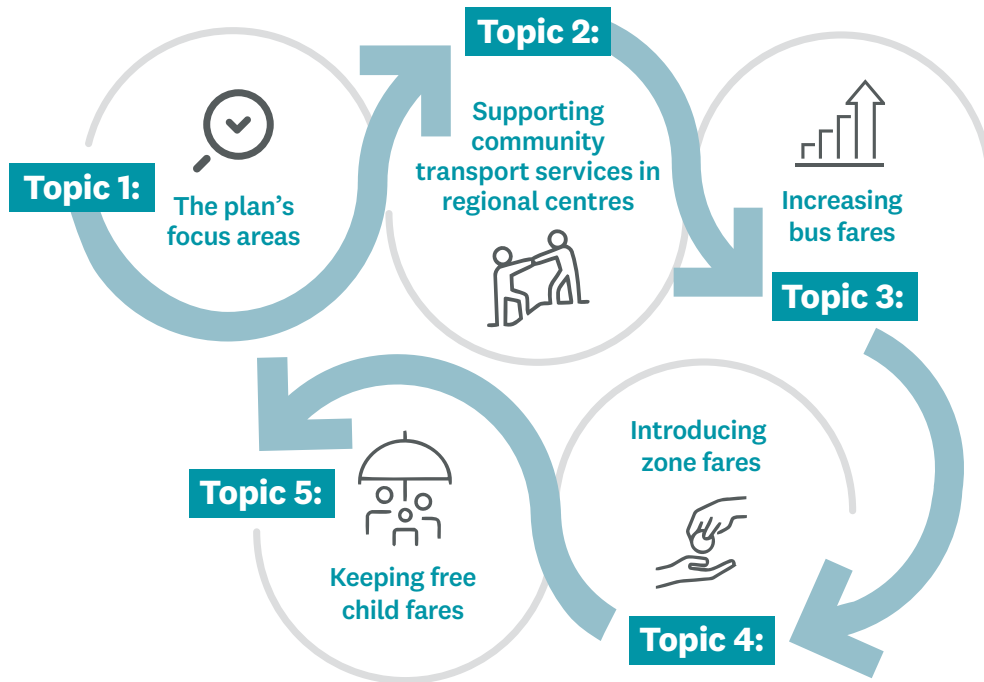 Topic 1:
The plan's
focus areas
Topic 2:
Supporting
community
transport services in
regional centres
Increasing
bus fares
Topic 3:
Introducing
zone fares
Topic 4:
Topic 5:
Keeping free
child fares